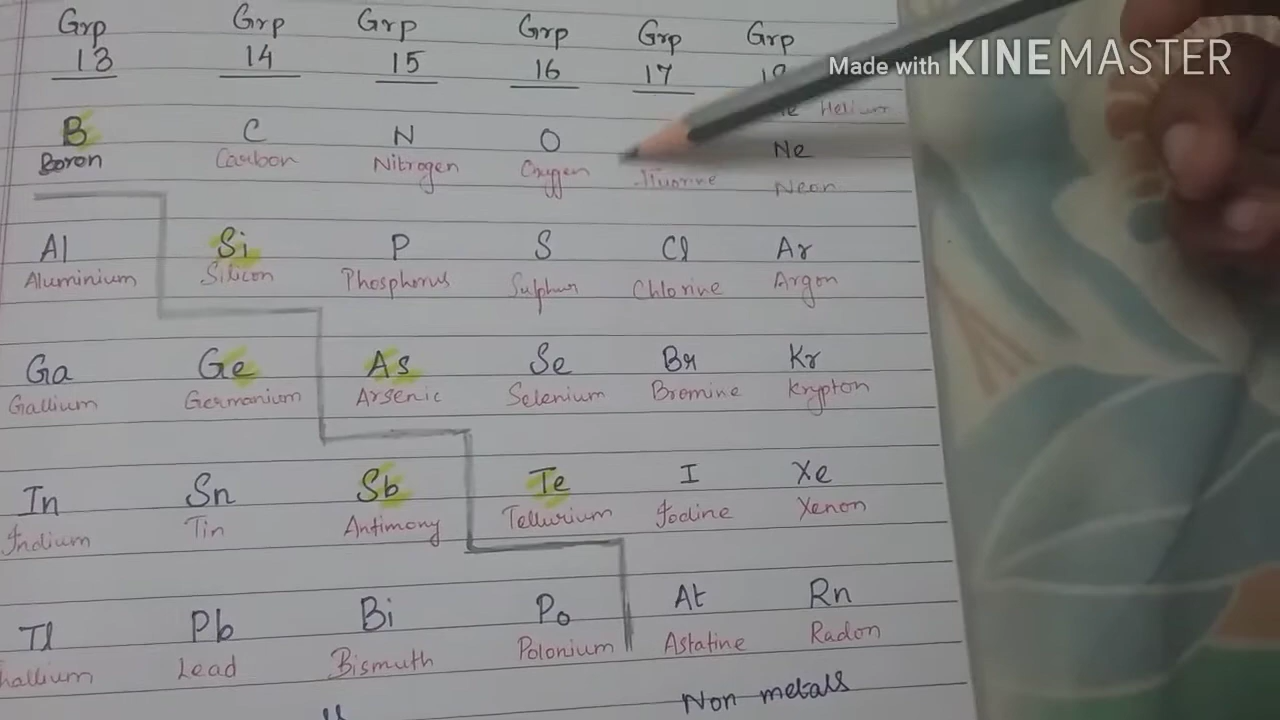 Grp Grp Grp Grp Grp Grp
13 14 15 16 17
Made with KINEMASTER
Helium
B C N O Ne
Boron Carbon Nitrogen Oxygen Fluorine Neon
Al Si P S Cl Ar
Aluminium Silicon Phosphorus Sulphur Chlorine Argon
Ga Ge As Se Br Kr
Gallium Germanium Arsenic Selenium Bromine Krypton
In Sn Sb Te I Xe
Indium Tin Antimony Tellurium Iodine Xenon
Tl Pb Bi Po At Rn
hallium Lead Bismuth Polonium Astatine Radon
Non metals